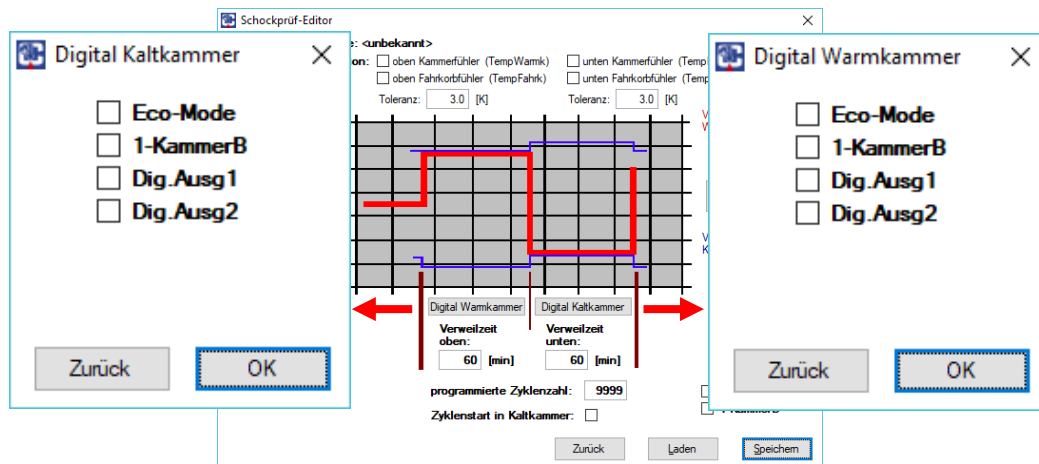 Schockprüf-Editor
Digital Kaltkammer
Eco-Mode
1-KammerB
Dig.Ausg1
Dig.Ausg2
Zurück
OK
<unbekannt>
oben Kammerfühler (TempWarmk)
unten Kammerfühler
oben Fahrkorbfühler (TempFahrk)
unten Fahrkorbfühler
Toleranz: 3.0 [K]
Toleranz: 3.0 [K]
Digital Warmkammer
Digital Kaltkammer
Verweilzeit oben:
60 [min]
Verweilzeit unten:
60 [min]
programmierte Zyklenzahl: 9999
Zyklenstart in Kaltkammer:
Zurück
Laden
Speichern
Digital Warmkammer
Eco-Mode
1-KammerB
Dig.Ausg1
Dig.Ausg2
Zurück
OK